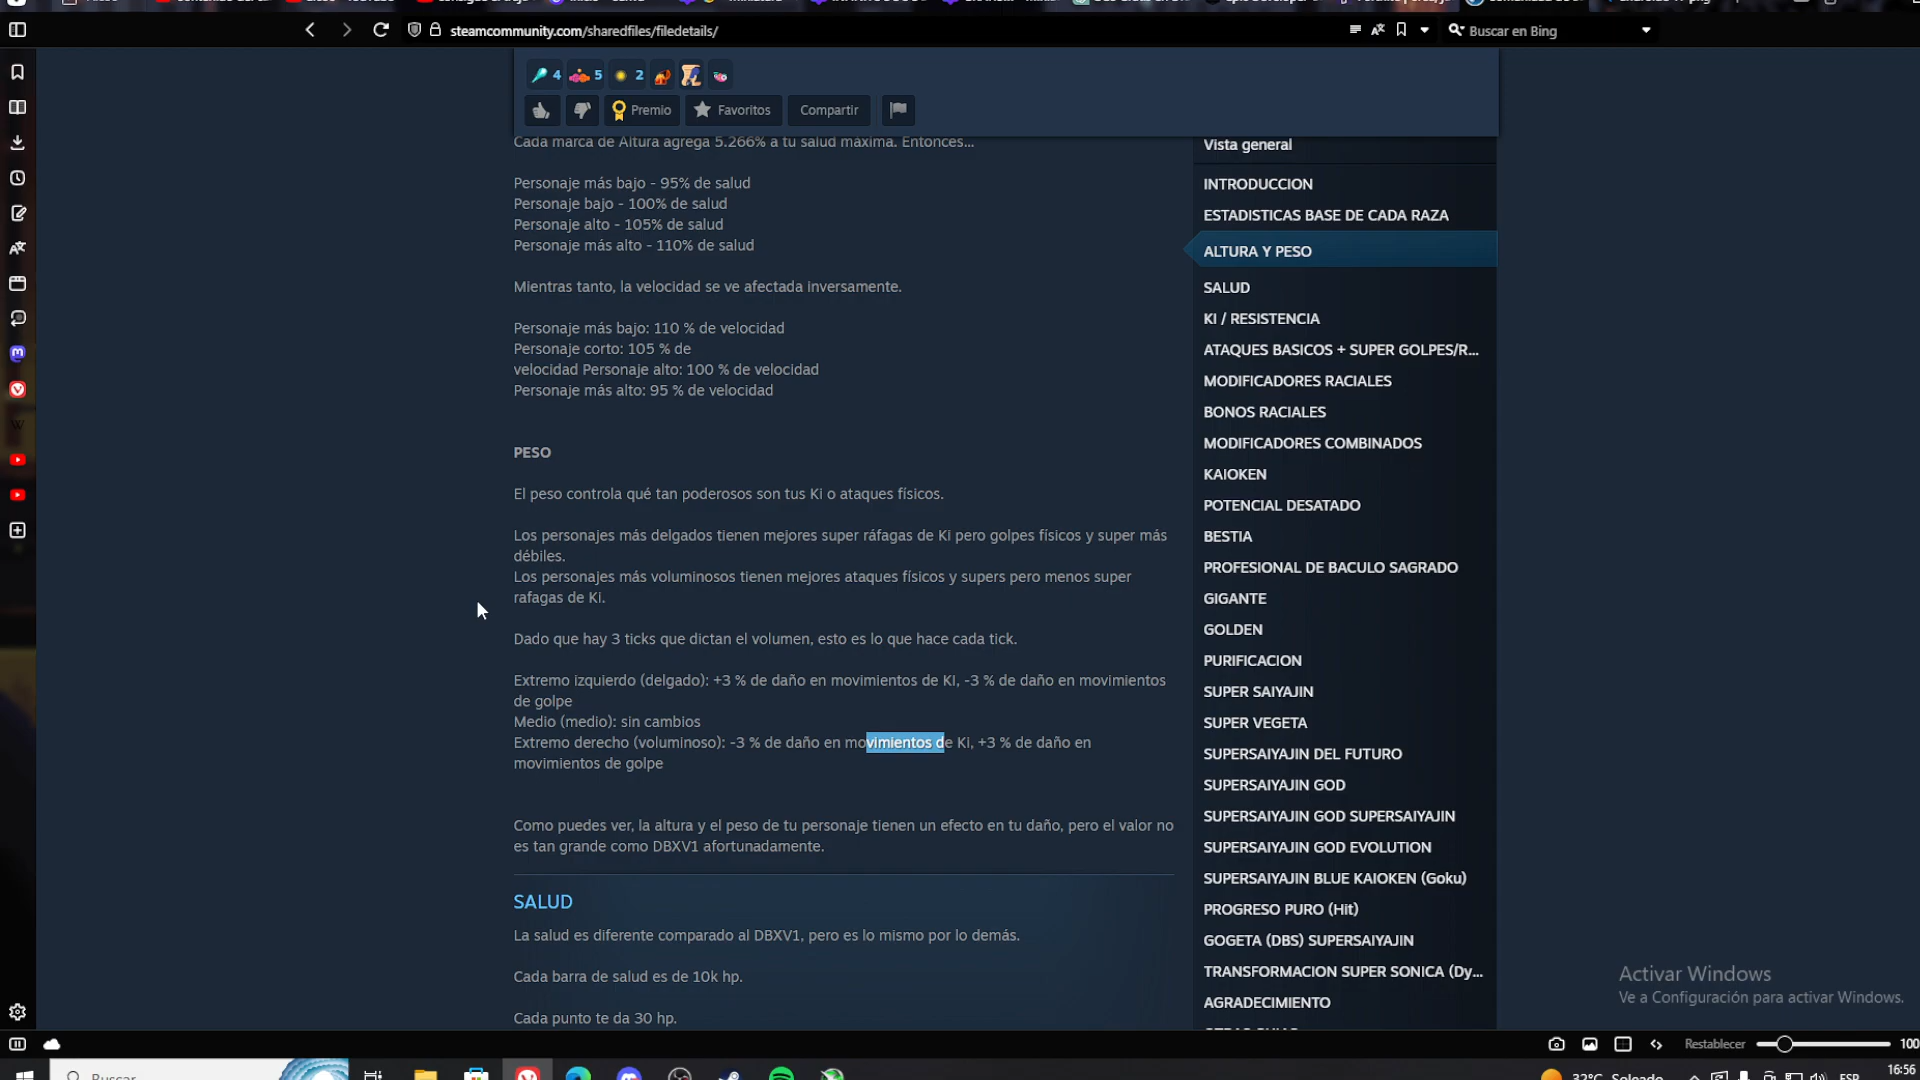 steamcommunity.com/sharedfiles/filedetails/
Buscar en Bing
4 5 2
Premio Favoritos Compartir
Cada marca de Altura agrega 5.266% a tu salud máxima. Entonces...
Personaje más bajo - 95% de salud
Personaje bajo - 100% de salud
Personaje alto - 105% de salud
Personaje más alto - 110% de salud
Mientras tanto, la velocidad se ve afectada inversamente.
Personaje más bajo: 110 % de velocidad
Personaje corto: 105 % de
velocidad Personaje alto: 100 % de velocidad
Personaje más alto: 95 % de velocidad
PESO
El peso controla qué tan poderosos son tus Ki o ataques físicos.
Los personajes más delgados tienen mejores super ráfagas de Ki pero golpes físicos y super más
débiles.
Los personajes más voluminosos tienen mejores ataques físicos y supers pero menos super
rafagas de Ki.
Dado que hay 3 ticks que dictan el volumen, esto es lo que hace cada tick.
Extremo izquierdo (delgado): +3 % de daño en movimientos de KI, -3 % de daño en movimientos
de golpe
Medio (medio): sin cambios
Extremo derecho (voluminoso): -3 % de daño en movimientos de Ki, +3 % de daño en
movimientos de golpe
Como puedes ver, la altura y el peso de tu personaje tienen un efecto en tu daño, pero el valor no
es tan grande como DBXV1 afortunadamente.
SALUD
La salud es diferente comparado al DBXV1, pero es lo mismo por lo demás.
Cada barra de salud es de 10k hp.
Cada punto te da 30 hp.
Vista general
INTRODUCCION
ESTADISTICAS BASE DE CADA RAZA
ALTURA Y PESO
SALUD
KI / RESISTENCIA
ATAQUES BASICOS + SUPER GOLPES/R...
MODIFICADORES RACIALES
BONOS RACIALES
MODIFICADORES COMBINADOS
KAIOKEN
POTENCIAL DESATADO
BESTIA
PROFESIONAL DE BACULO SAGRADO
GIGANTE
GOLDEN
PURIFICACION
SUPER SAIYAJIN
SUPER VEGETA
SUPERSAIYAJIN DEL FUTURO
SUPERSAIYAJIN GOD
SUPERSAIYAJIN GOD SUPERSAIYAJIN
SUPERSAIYAJIN GOD EVOLUTION
SUPERSAIYAJIN BLUE KAIOKEN (Goku)
PROGRESO PURO (Hit)
GOGETA (DBS) SUPERSAIYAJIN
TRANSFORMACION SUPER SONICA (Dy...
AGRADECIMIENTO
Activar Windows
Ve a Configuración para activar Windows.
Restablecer 100
Buscar
32°C Soleado
ESP
16:56